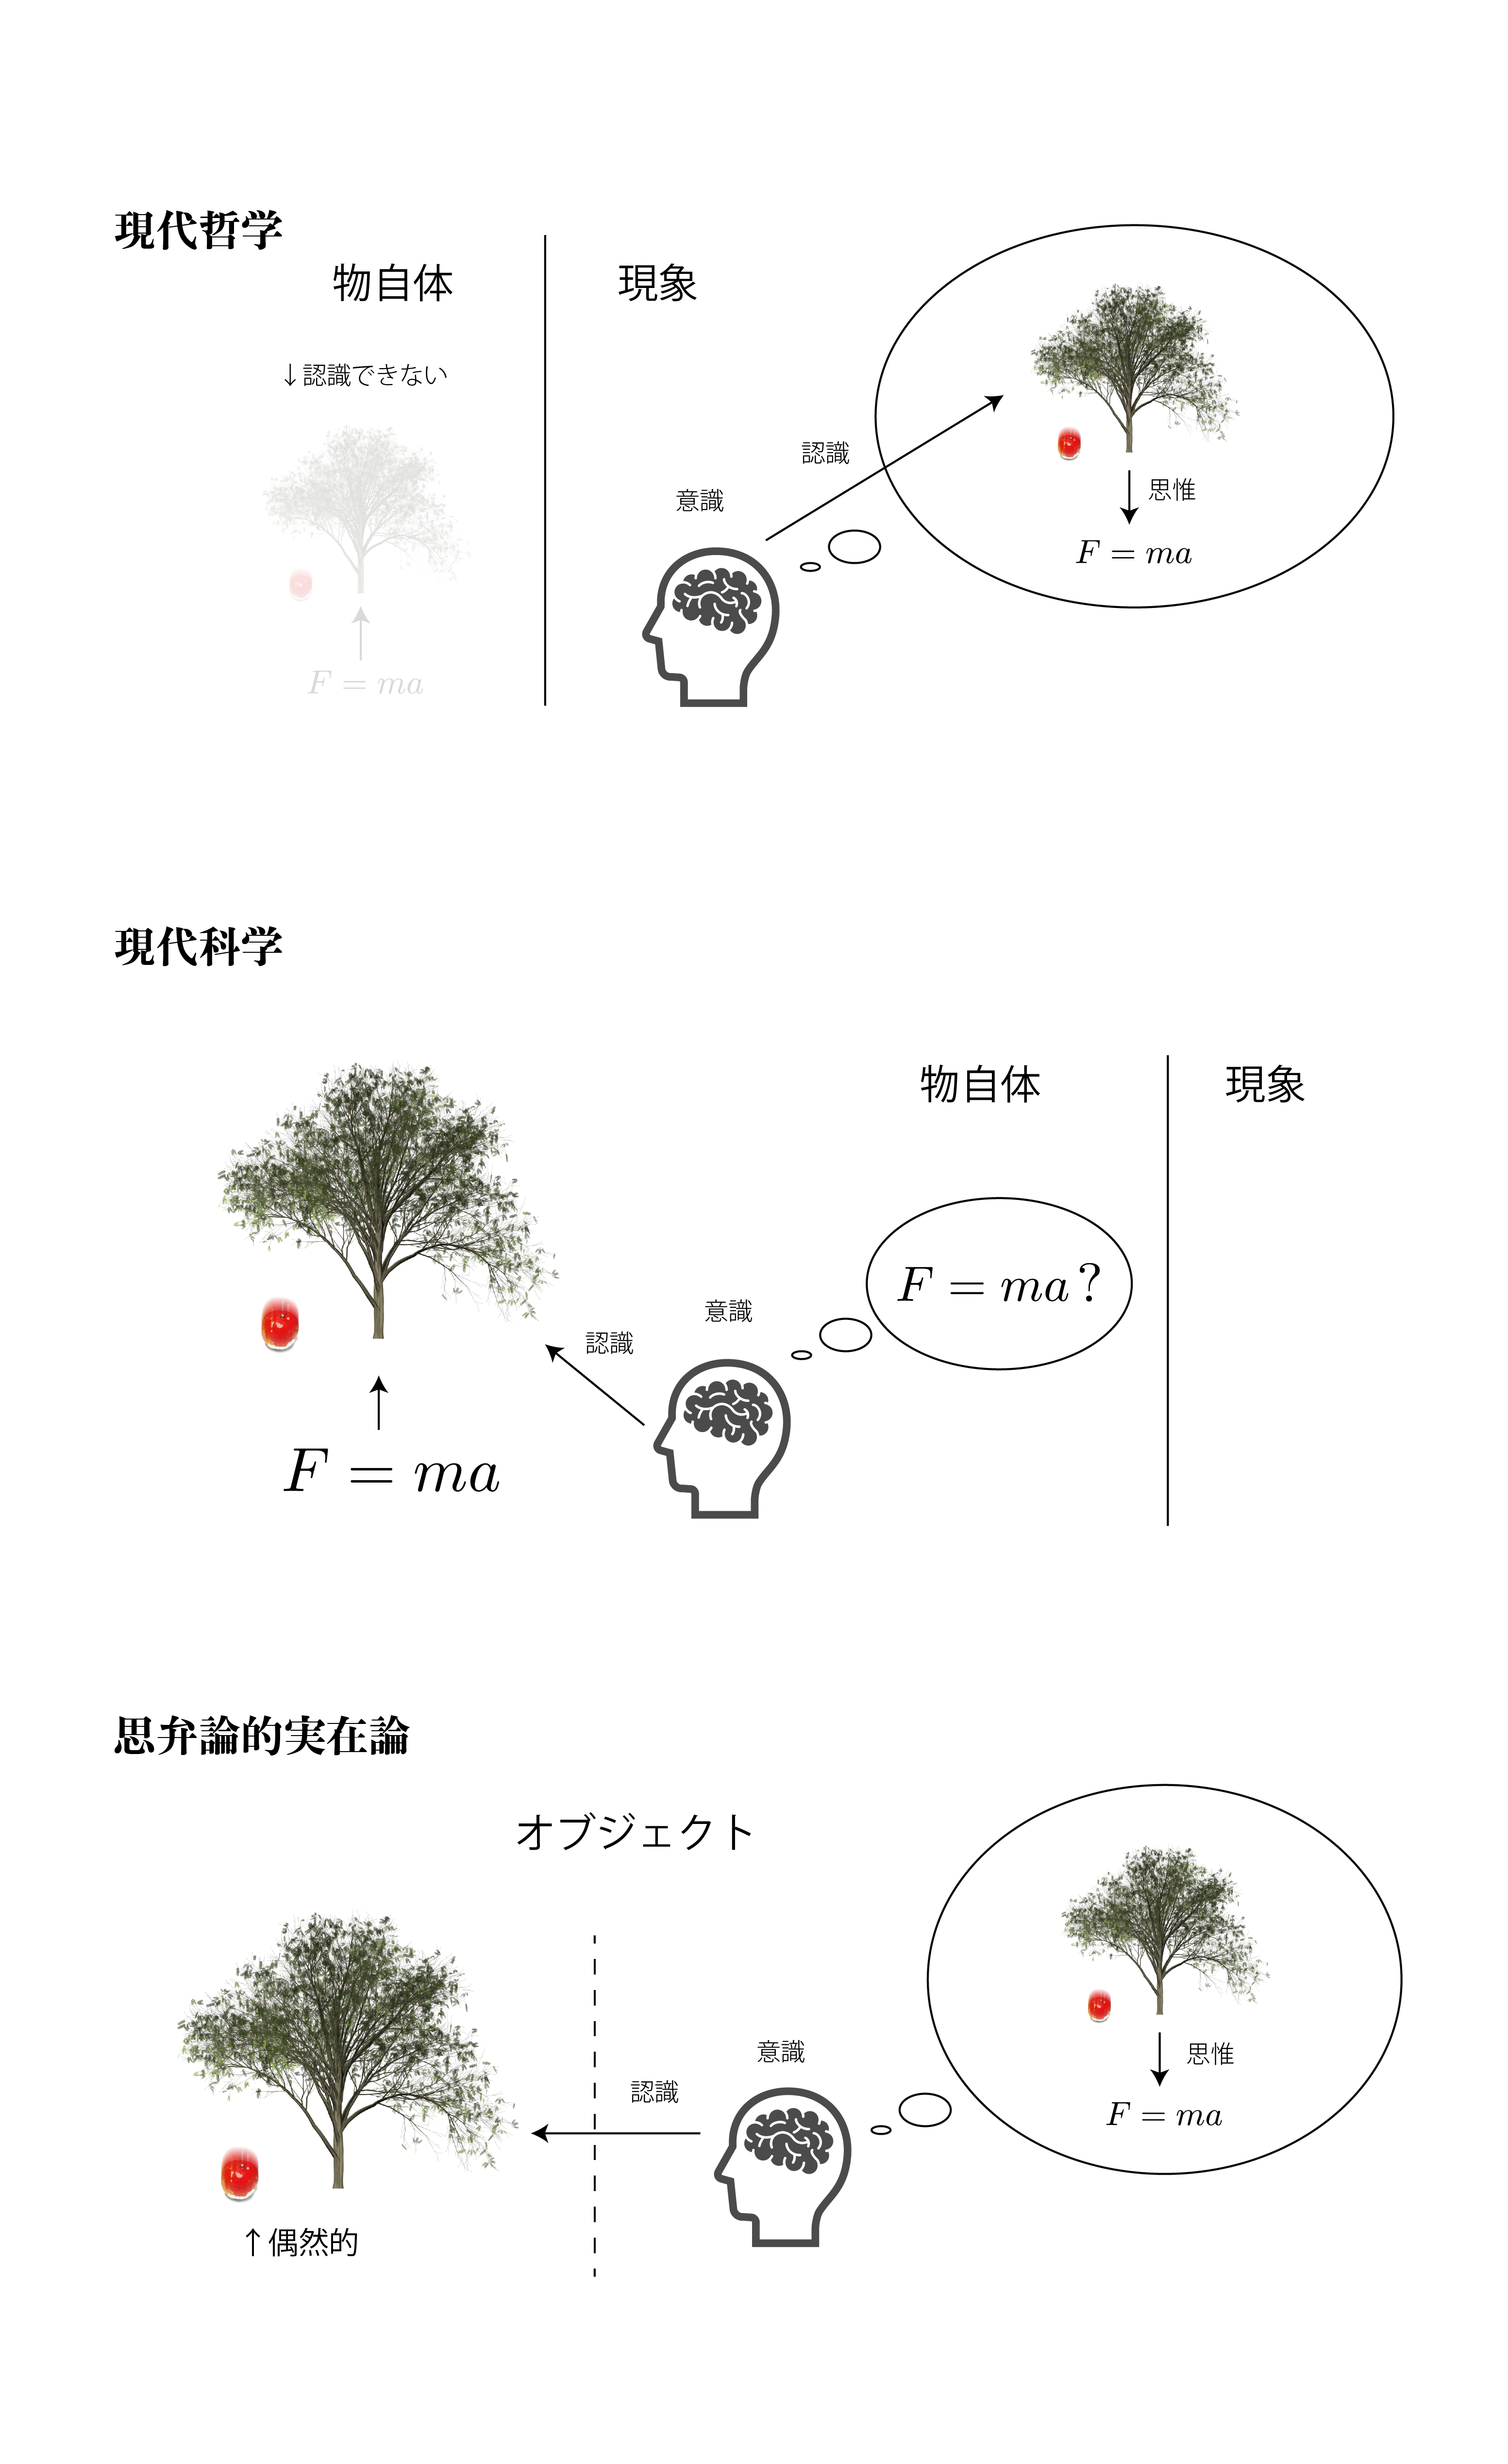 現代哲学
物自体
現象
↓認識できない
認識
意識
思惟
F = ma
F = ma
現代科学
物自体
現象
F = ma ?
意識
認識
F = ma
思弁論的実在論
オブジェクト
意識
思惟
認識
F = ma
↑偶然的